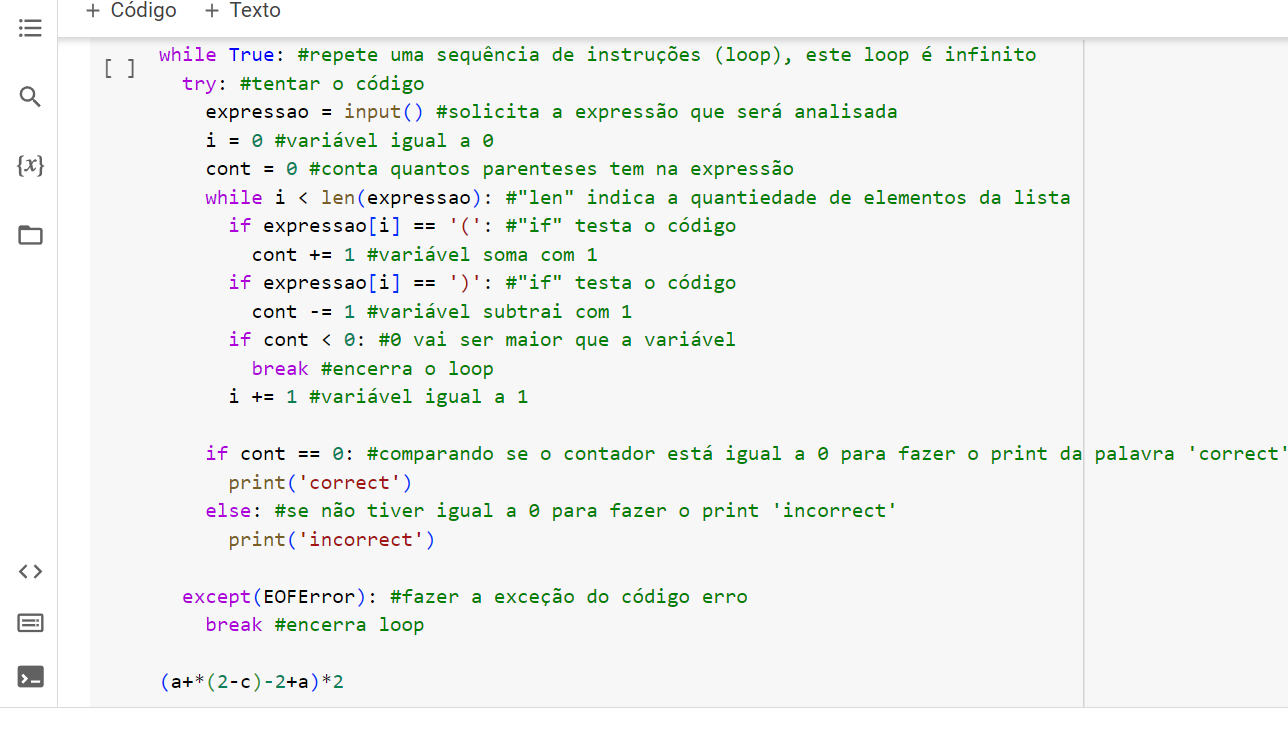 + Código + Texto
{x}
[ ]
while True: #repete uma sequência de instruções (loop), este loop é infinito
try: #tentar o código
expressao = input() #solicita a expressão que será analisada
i = 0 #variável igual a 0
cont = 0 #conta quantos parenteses tem na expressão
while i < len(expressao): #"len" indica a quantiedade de elementos da lista
if expressao[i] == '(': #"if" testa o código
cont += 1 #variável soma com 1
if expressao[i] == ')': #"if" testa o código
cont -= 1 #variável subtrai com 1
if cont < 0: #0 vai ser maior que a variável
break #encerra o loop
i += 1 #variável igual a 1
if cont == 0: #comparando se o contador está igual a 0 para fazer o print da palavra 'correct'
print('correct')
else: #se não tiver igual a 0 para fazer o print 'incorrect'
print('incorrect')
except(EOFError): #fazer a exceção do código erro
break #encerra loop
(a+*(2-c)-2+a)*2